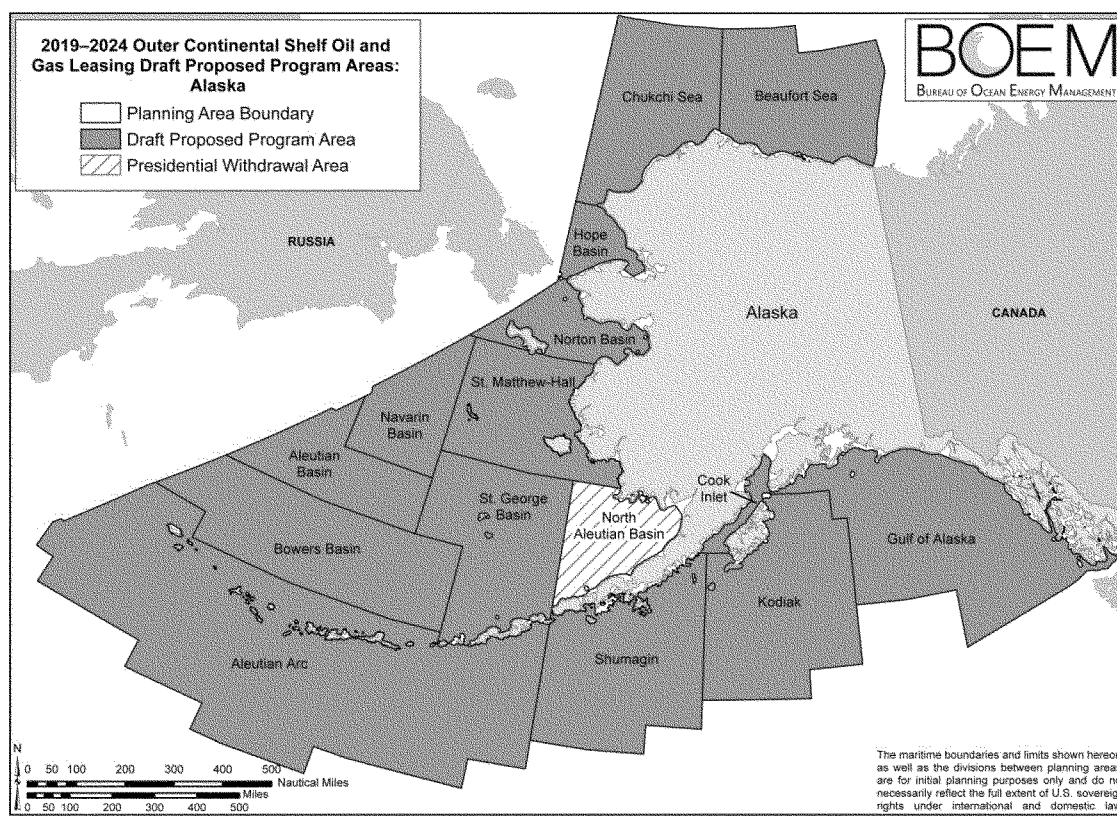 2019–2024 Outer Continental Shelf Oil and
Gas Leasing Draft Proposed Program Areas:
Alaska
Planning Area Boundary
Draft Proposed Program Area
Presidential Withdrawal Area
BOEM
BUREAU OF OCEAN ENERGY MANAGEMENT
Chukchi Sea
Beaufort Sea
RUSSIA
Hope
Basin
Alaska
CANADA
Norton Basin
St. Matthew-Hall
Navarin
Basin
Aleutian
Basin
St. George
Basin
Cook
Inlet
North
Aleutian Basin
Bowers Basin
Gulf of Alaska
Kodiak
Aleutian Arc
Shumagin
N
0 50 100 200 300 400 500
Nautical Miles
Miles
0 50 100 200 300 400 500
The maritime boundaries and limits shown hereon
as well as the divisions between planning areas
are for initial planning purposes only and do no
necessarily reflect the full extent of U.S. sovereig
rights under international and domestic law